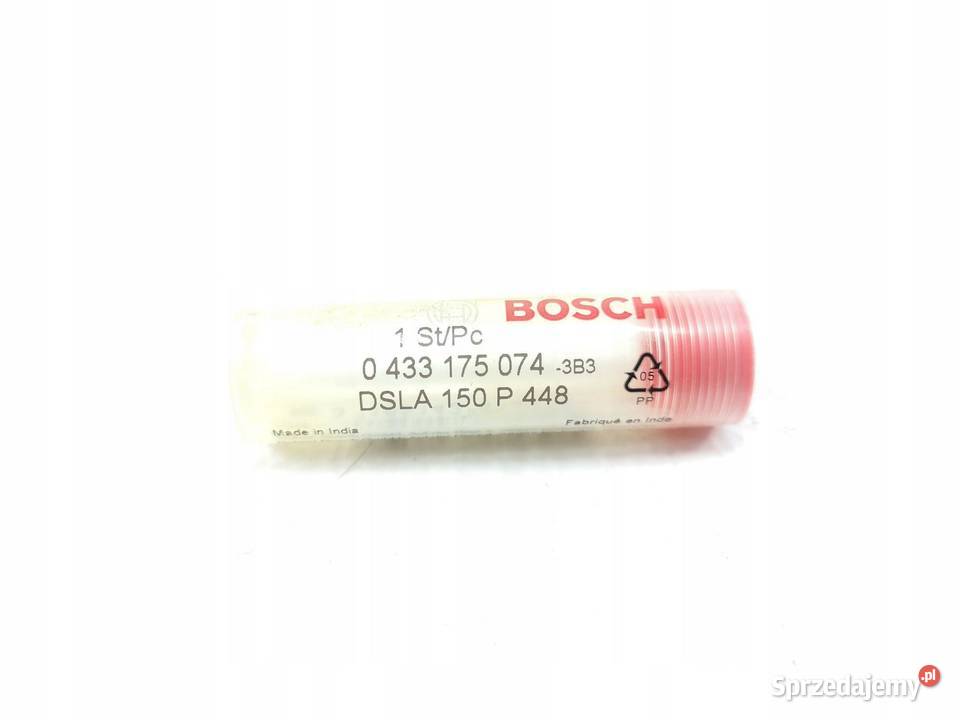 BOSCH
1 St/Pc
0 433 175 074 -3B3
DSLA 150 P 448
05
PP
Made in India
Fabriqué en Inde
Sprzedajemy.pl